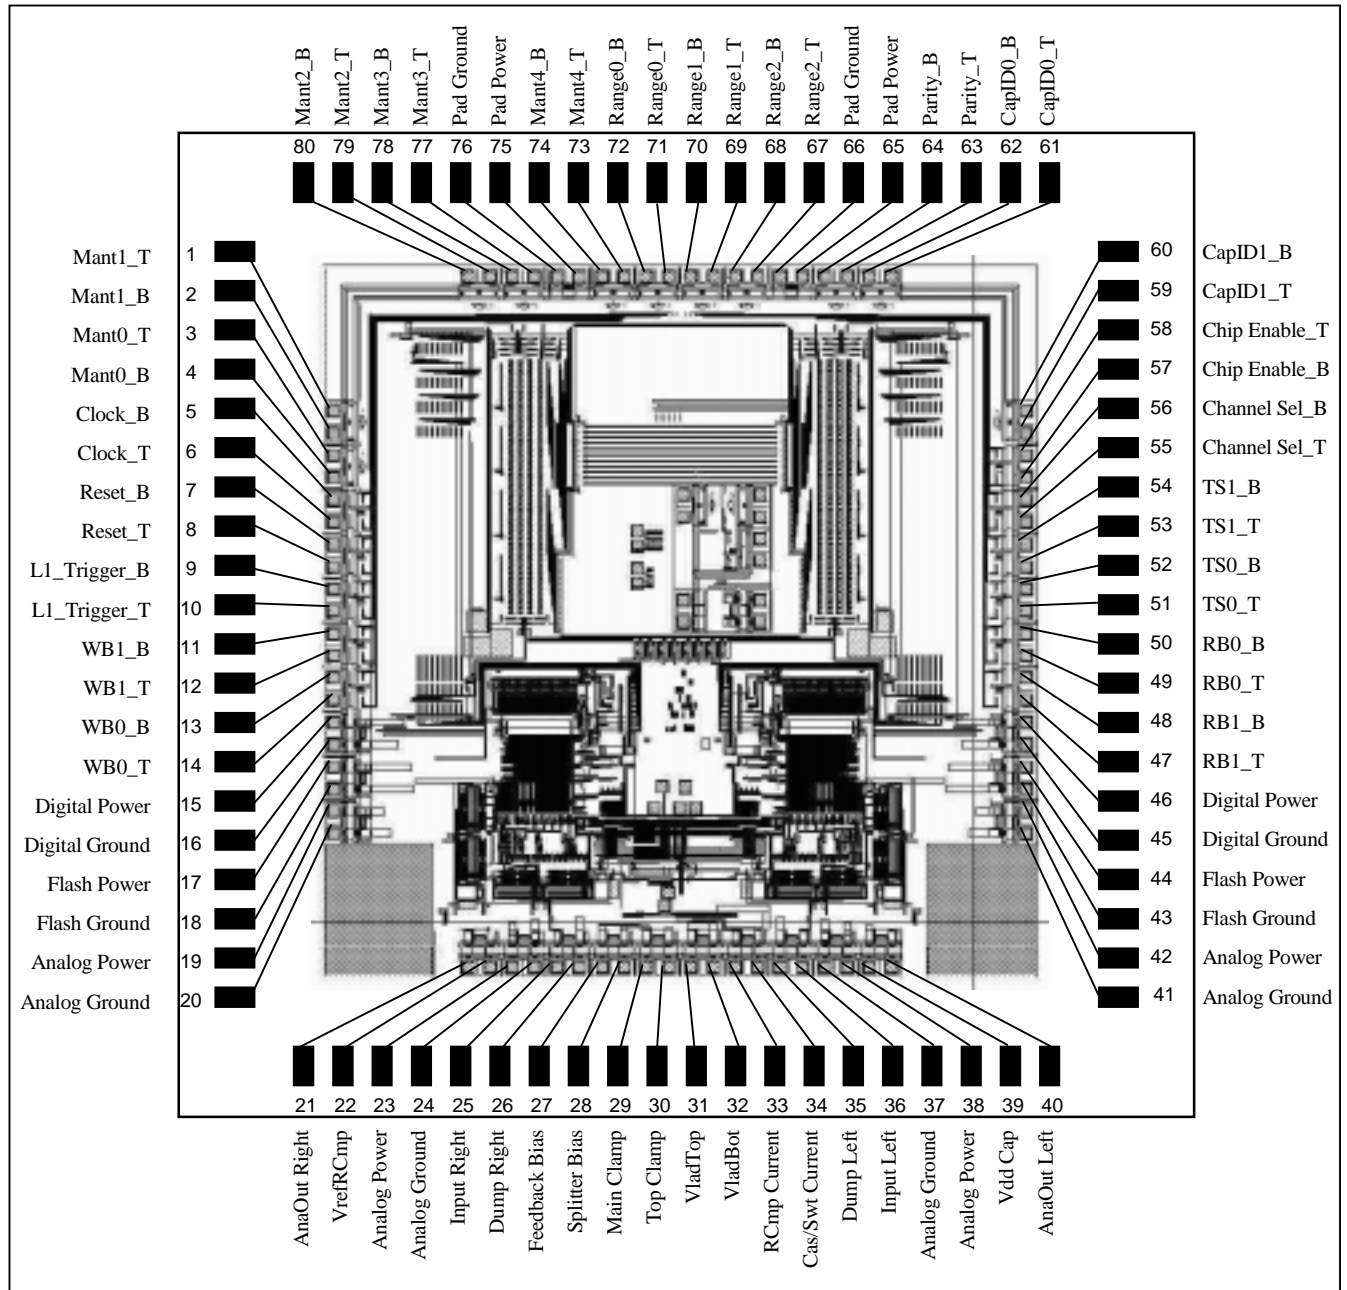 Mant2_B
Mant2_T
Mant3_B
Mant3_T
Pad Ground
Pad Power
Mant4_B
Mant4_T
Range0_B
Range0_T
Range1_B
Range1_T
Range2_B
Range2_T
Pad Ground
Pad Power
Parity_B
Parity_T
CapID0_B
CapID0_T
80 79 78 77 76 75 74 73 72 71 70 69 68 67 66 65 64 63 62 61
Mant1_T 1
Mant1_B 2
Mant0_T 3
Mant0_B 4
Clock_B 5
Clock_T 6
Reset_B 7
Reset_T 8
L1_Trigger_B 9
L1_Trigger_T 10
WB1_B 11
WB1_T 12
WB0_B 13
WB0_T 14
Digital Power 15
Digital Ground 16
Flash Power 17
Flash Ground 18
Analog Power 19
Analog Ground 20
60 CapID1_B
59 CapID1_T
58 Chip Enable_T
57 Chip Enable_B
56 Channel Sel_B
55 Channel Sel_T
54 TS1_B
53 TS1_T
52 TS0_B
51 TS0_T
50 RB0_B
49 RB0_T
48 RB1_B
47 RB1_T
46 Digital Power
45 Digital Ground
44 Flash Power
43 Flash Ground
42 Analog Power
41 Analog Ground
21 22 23 24 25 26 27 28 29 30 31 32 33 34 35 36 37 38 39 40
AnaOut Right
VrefRCmp
Analog Power
Analog Ground
Input Right
Dump Right
Feedback Bias
Splitter Bias
Main Clamp
Top Clamp
VladTop
VladBot
RCmp Current
Cas/Swt Current
Dump Left
Input Left
Analog Ground
Analog Power
Vdd Cap
AnaOut Left